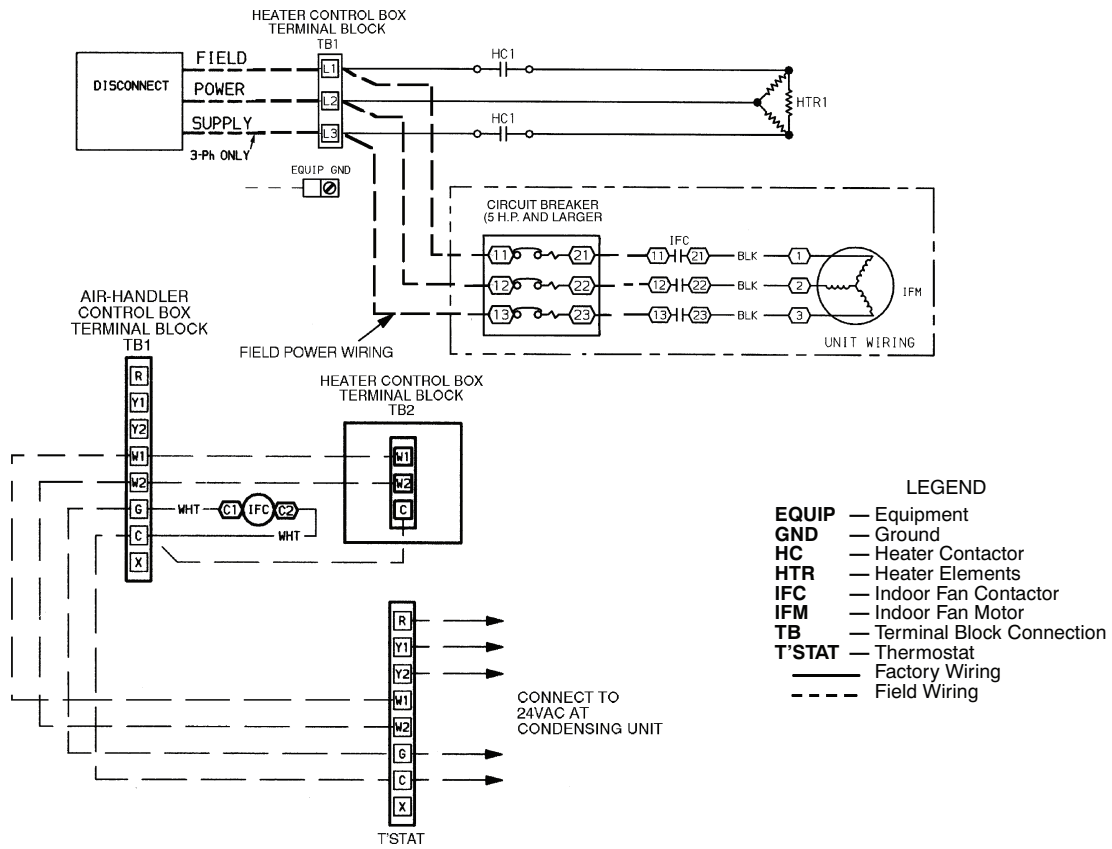 HEATER CONTROL BOX
TERMINAL BLOCK
TB1
DISCONNECT
FIELD
POWER
SUPPLY
3-Ph ONLY
L1
L2
L3
HC1
HC1
HTR1
EQUIP GND
CIRCUIT BREAKER
(5 H.P. AND LARGER
11 21
12 22
13 23
IFC
11 21 BLK 1
12 22 BLK 2
13 23 BLK 3
IFM
UNIT WIRING
FIELD POWER WIRING
AIR-HANDLER
CONTROL BOX
TERMINAL BLOCK
TB1
R
Y1
Y2
W1
W2
G
C
X
WHT C1 IFC C2
WHT
HEATER CONTROL BOX
TERMINAL BLOCK
TB2
W1
W2
C
R
Y1
Y2
W1
W2
G
C
X
T'STAT
CONNECT TO
24VAC AT
CONDENSING UNIT
LEGEND
EQUIP — Equipment
GND — Ground
HC — Heater Contactor
HTR — Heater Elements
IFC — Indoor Fan Contactor
IFM — Indoor Fan Motor
TB — Terminal Block Connection
T'STAT — Thermostat
Factory Wiring
Field Wiring